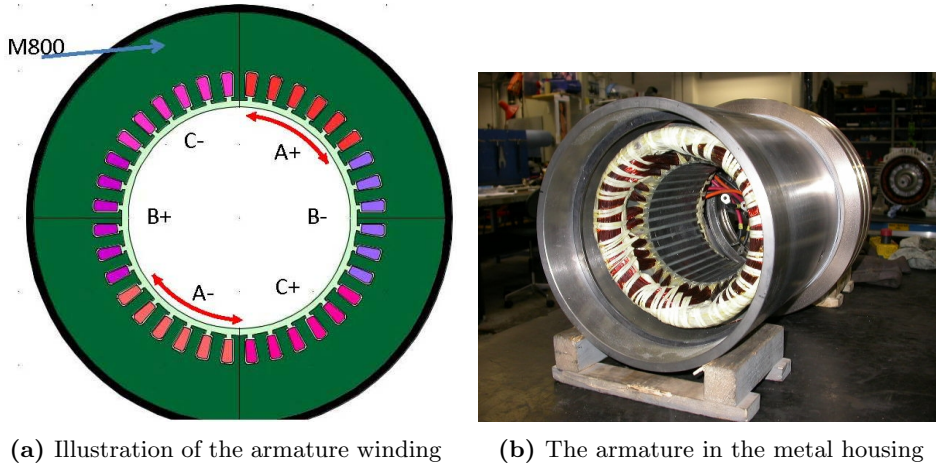 M800
C-
A+
B+
B-
A-
C+
(a) Illustration of the armature winding
(b) The armature in the metal housing